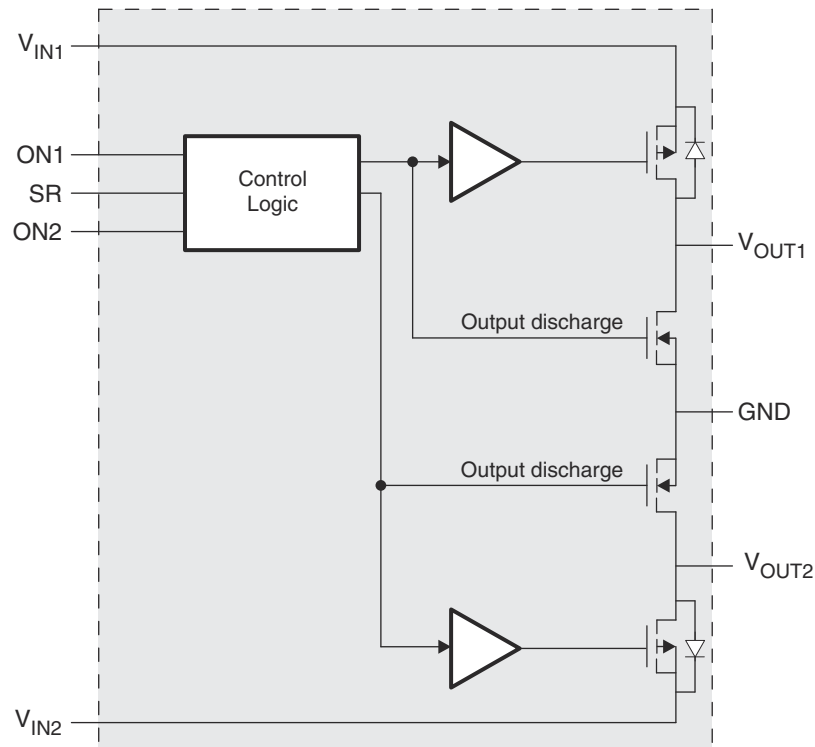 VIN1
ON1
SR
ON2
Control
Logic
VOUT1
Output discharge
GND
Output discharge
VOUT2
VIN2